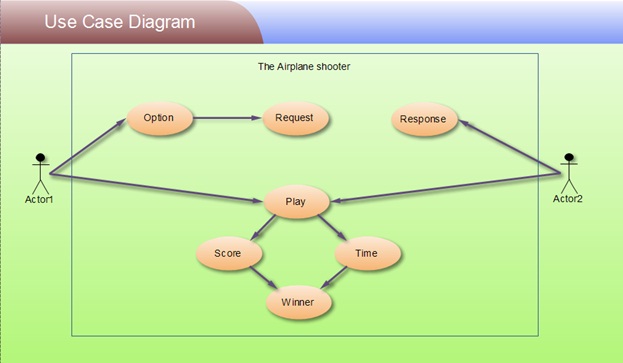 Use Case Diagram
The Airplane shooter
Option
Request
Response
Actor1
Actor2
Play
Score
Time
Winner